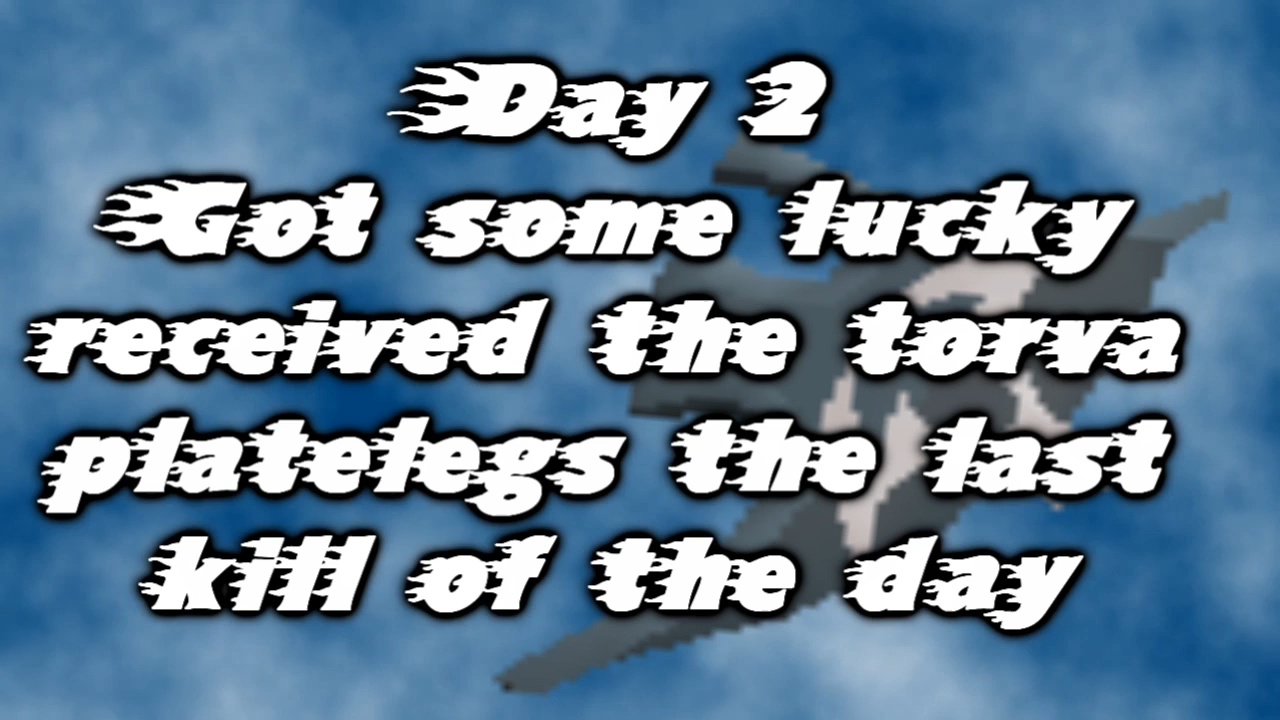 Day 2
Got some lucky
received the torva
platelegs the last
kill of the day